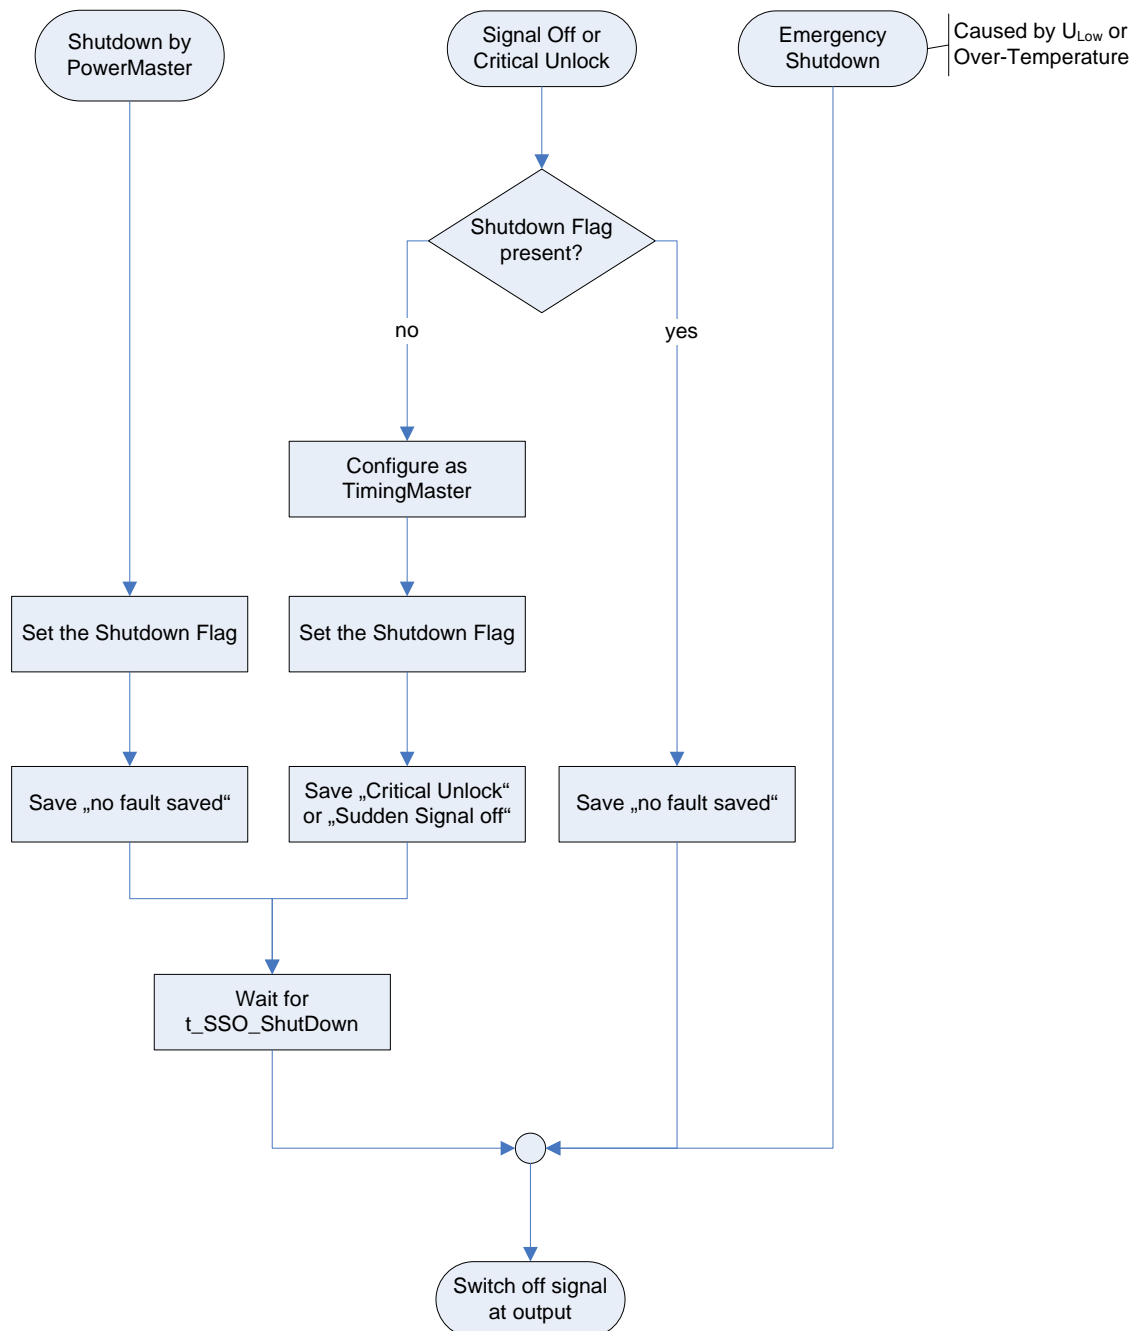 Shutdown by
PowerMaster
Signal Off or
Critical Unlock
Emergency
Shutdown
Caused by ULow or
Over-Temperature
Shutdown Flag
present?
no
yes
Configure as
TimingMaster
Set the Shutdown Flag
Set the Shutdown Flag
Save „no fault saved“
Save „Critical Unlock“
or „Sudden Signal off“
Save „no fault saved“
Wait for
t_SSO_ShutDown
Switch off signal
at output